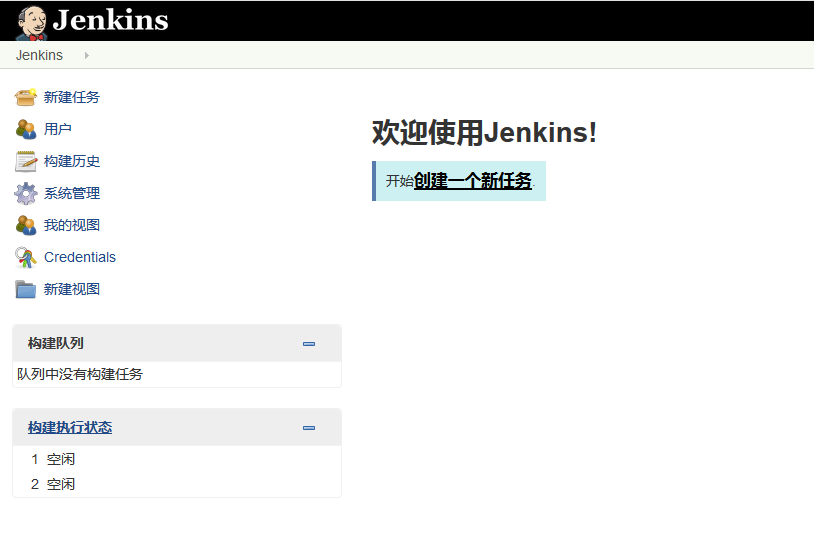 Jenkins
Jenkins
新建任务
用户
构建历史
系统管理
我的视图
Credentials
新建视图
构建队列
队列中没有构建任务
构建执行状态
1 空闲
2 空闲
欢迎使用Jenkins!
开始创建一个新任务.